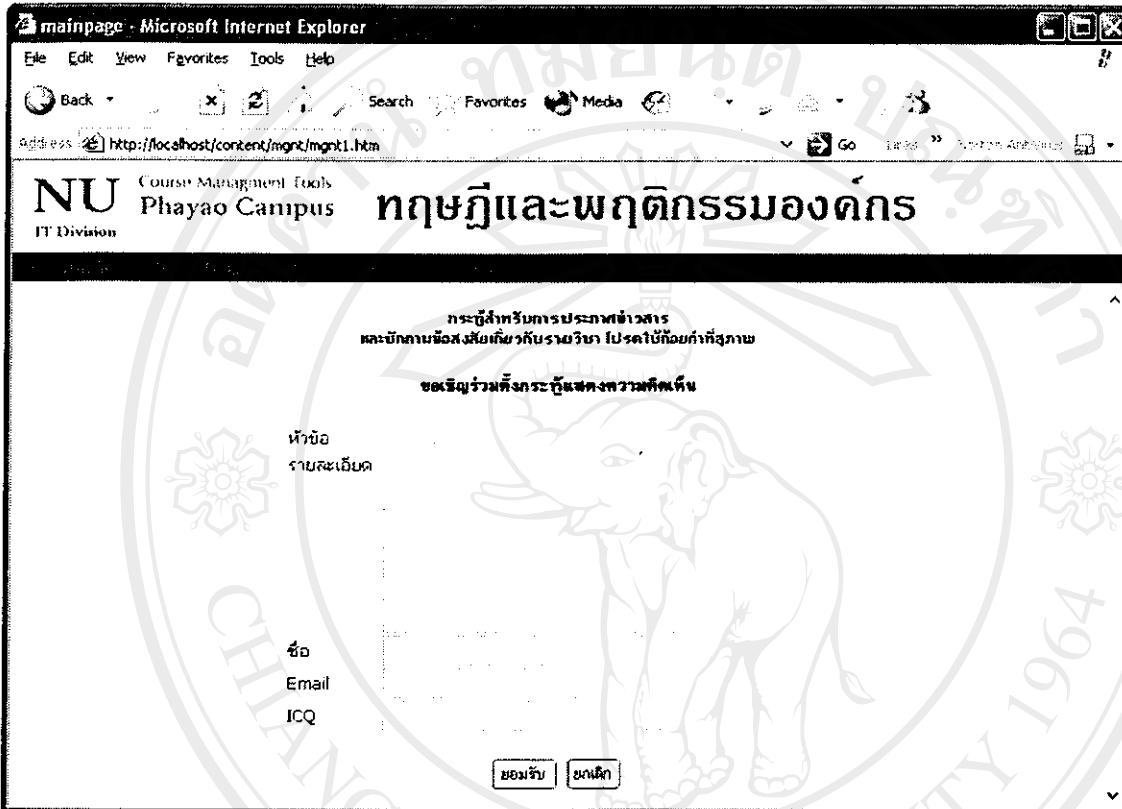 mainpage - Microsoft Internet Explorer
File Edit View Favorites Tools Help
Back Search Favorites Media
Address http://localhost/content/mgnt/mgnt1.htm Go Links » Norton AntiVirus
NU Course Managment Tools
Phayao Campus
IT Division
ทฤษฎีและพฤติกรรมองค์กร
กระทู้สำหรับการประกาศข่าวสาร
และซักถามข้อสงสัยเกี่ยวกับรายวิชา โปรดใช้ถ้อยคำที่สุภาพ
ขอเชิญร่วมตั้งกระทู้แสดงความคิดเห็น
หัวข้อ
รายละเอียด
ชื่อ
Email
ICQ
ยอมรับ ยกเลิก